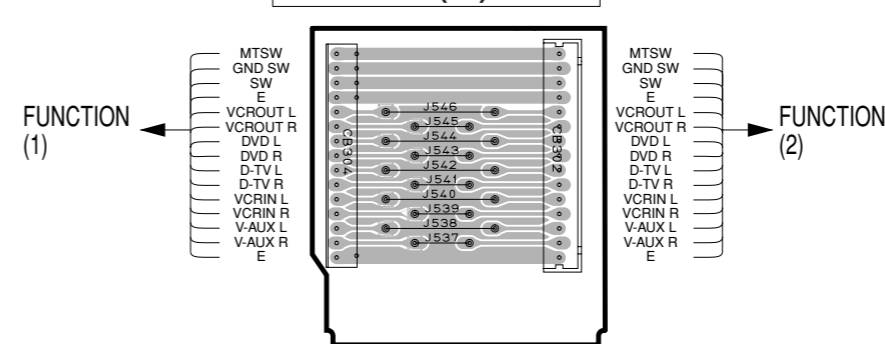 FUNCTION
(1)
MTSW
GND SW
SW
E
VCROUT L
VCROUT R
DVD L
DVD R
D-TV L
D-TV R
VCRIN L
VCRIN R
V-AUX L
V-AUX R
E
CB304
J546
J545
J544
J543
J542
J541
J540
J539
J538
J537
CB302
MTSW
GND SW
SW
E
VCROUT L
VCROUT R
DVD L
DVD R
D-TV L
D-TV R
VCRIN L
VCRIN R
V-AUX L
V-AUX R
E
FUNCTION
(2)